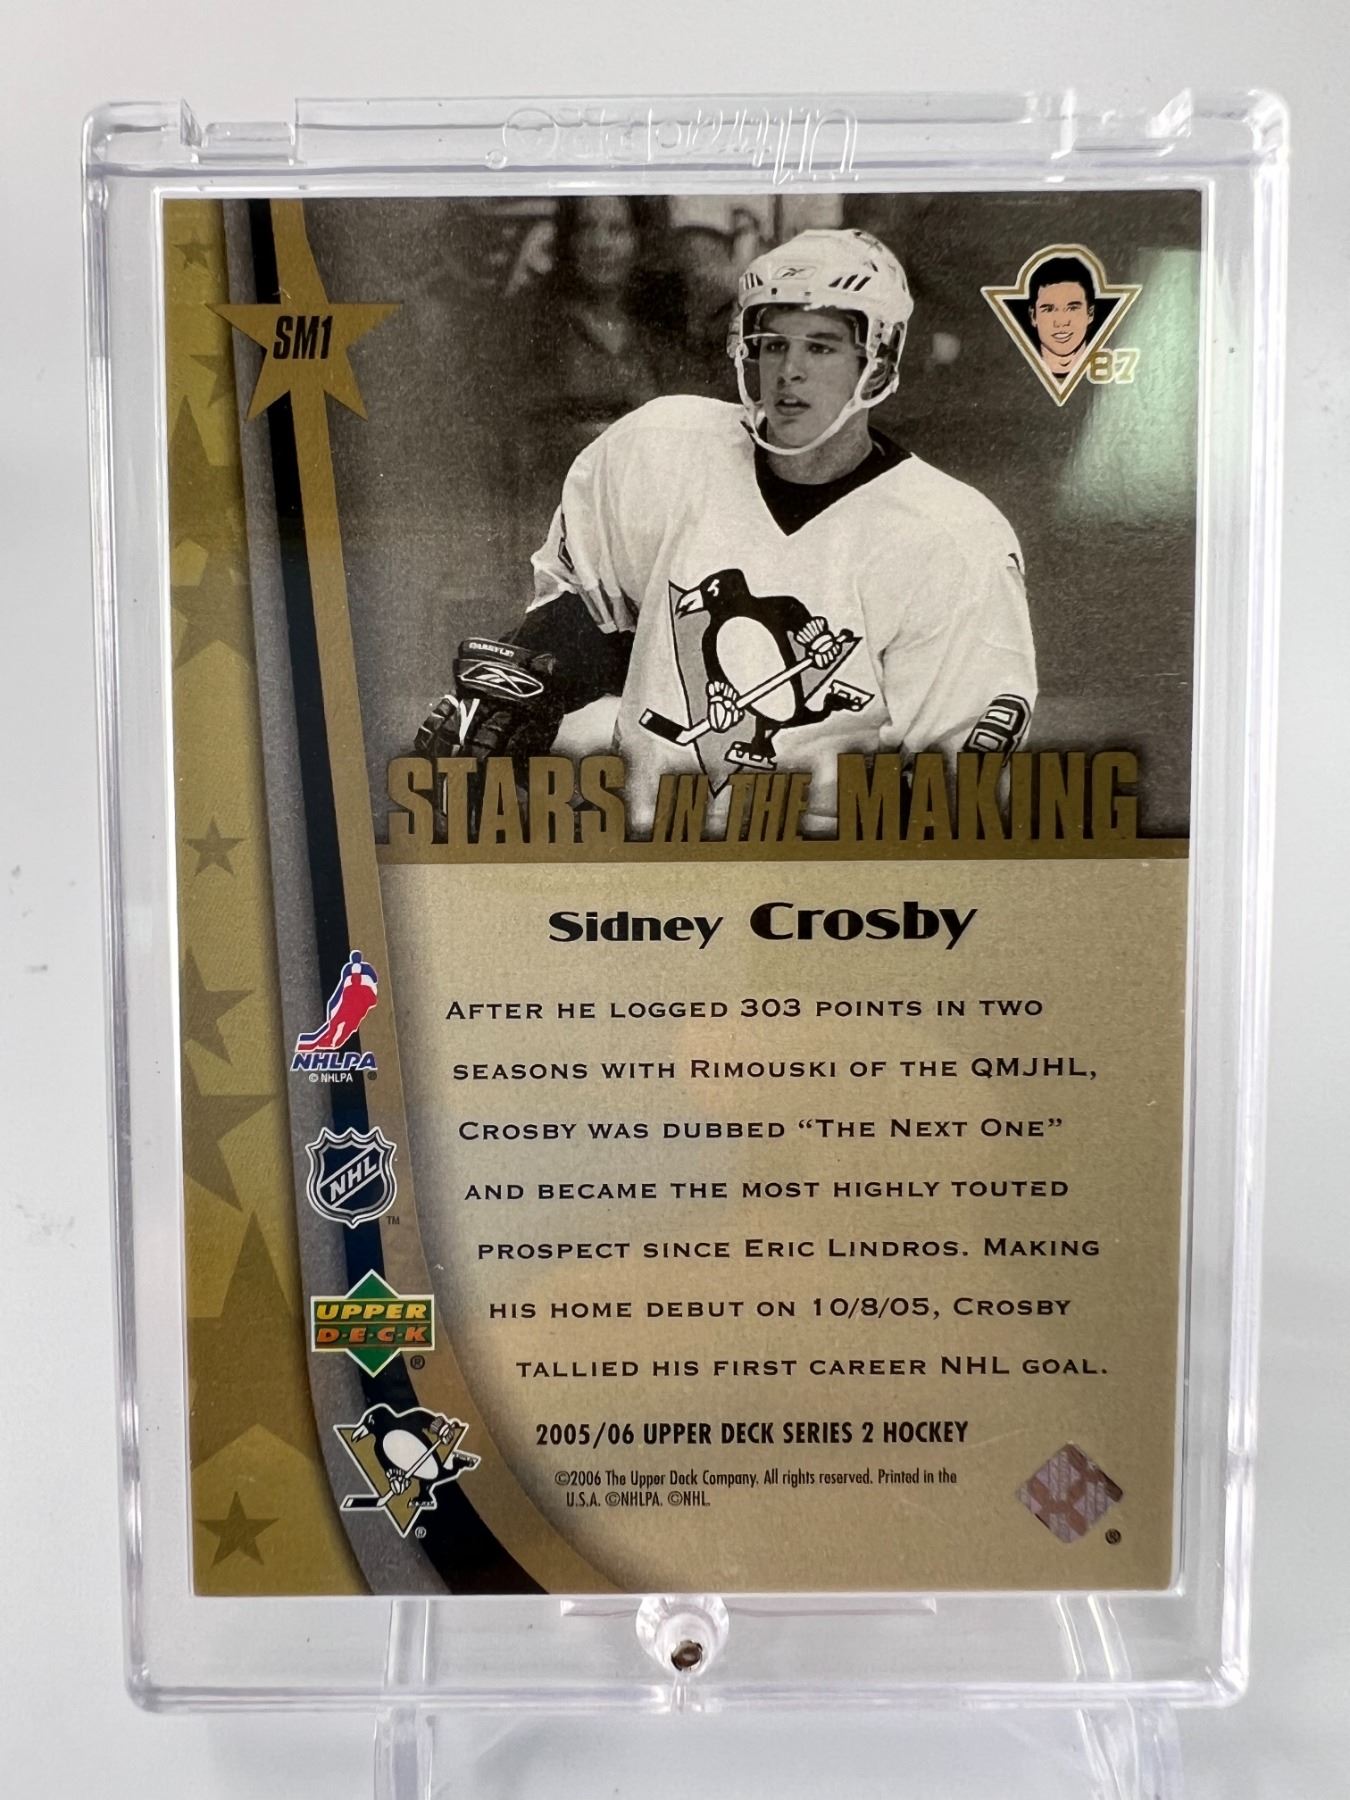 Ultra PRO®
SM1
87
STARS IN THE MAKING
Sidney Crosby
AFTER HE LOGGED 303 POINTS IN TWO
SEASONS WITH RIMOUSKI OF THE QMJHL,
CROSBY WAS DUBBED “THE NEXT ONE”
AND BECAME THE MOST HIGHLY TOUTED
PROSPECT SINCE ERIC LINDROS. MAKING
HIS HOME DEBUT ON 10/8/05, CROSBY
TALLIED HIS FIRST CAREER NHL GOAL.
2005/06 UPPER DECK SERIES 2 HOCKEY
©2006 The Upper Deck Company. All rights reserved. Printed in the
U.S.A. ©NHLPA. ©NHL.
NHLPA
© NHLPA ®
NHL
TM
UPPER
D·E·C·K
®
®
®